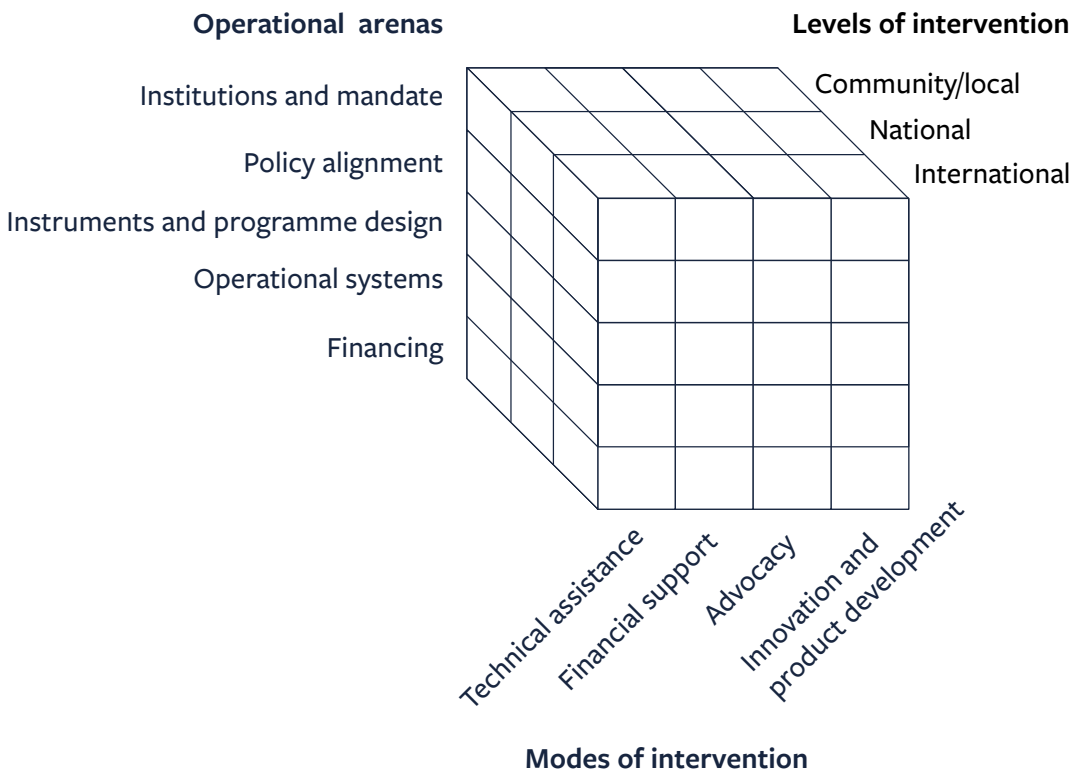 Operational arenas
Levels of intervention
Institutions and mandate
Policy alignment
Instruments and programme design
Operational systems
Financing
Community/local
National
International
Technical assistance
Financial support
Advocacy
Innovation and
product development
Modes of intervention